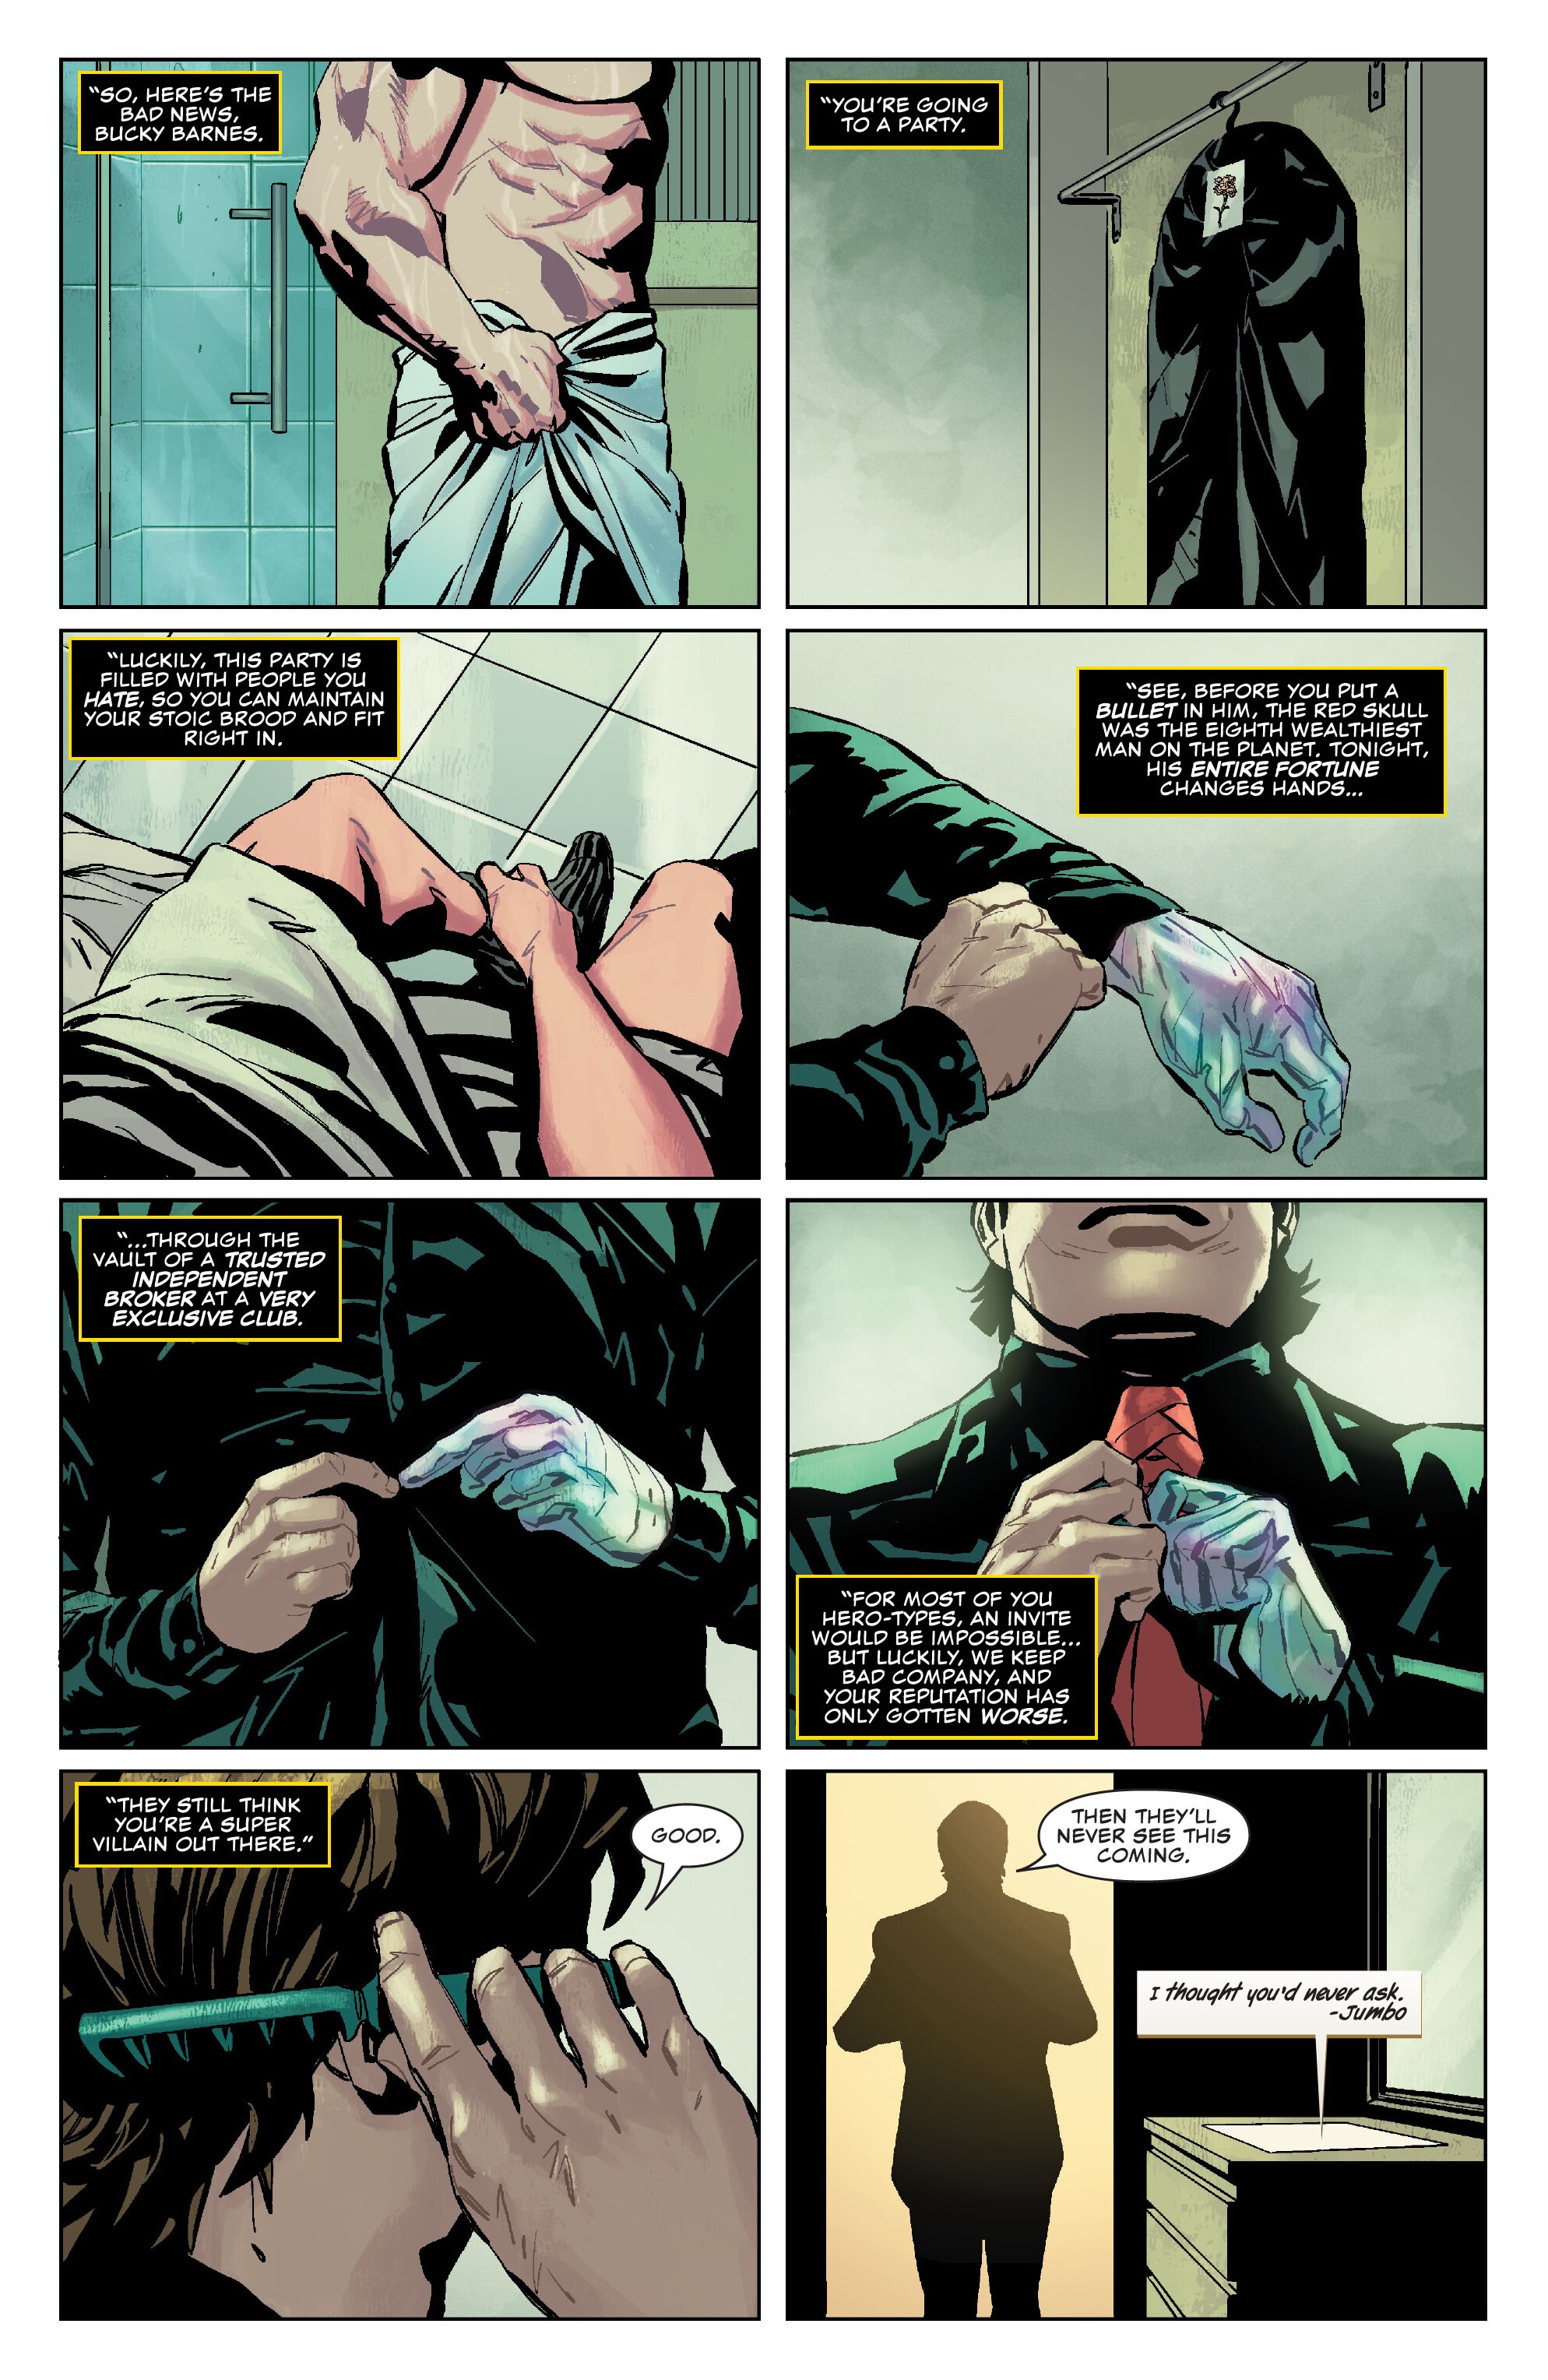 "SO, HERE'S THE
BAD NEWS,
BUCKY BARNES.
"YOU'RE GOING
TO A PARTY.
"LUCKILY, THIS PARTY IS
FILLED WITH PEOPLE YOU
HATE, SO YOU CAN MAINTAIN
YOUR STOIC BROOD AND FIT
RIGHT IN.
"SEE, BEFORE YOU PUT A
BULLET IN HIM, THE RED SKULL
WAS THE EIGHTH WEALTHIEST
MAN ON THE PLANET. TONIGHT,
HIS ENTIRE FORTUNE
CHANGES HANDS...
"...THROUGH THE
VAULT OF A TRUSTED
INDEPENDENT
BROKER AT A VERY
EXCLUSIVE CLUB.
"FOR MOST OF YOU
HERO-TYPES, AN INVITE
WOULD BE IMPOSSIBLE...
BUT LUCKILY, WE KEEP
BAD COMPANY, AND
YOUR REPUTATION HAS
ONLY GOTTEN WORSE.
"THEY STILL THINK
YOU'RE A SUPER
VILLAIN OUT THERE."
GOOD.
THEN THEY'LL
NEVER SEE THIS
COMING.
I thought you'd never ask.
-Jumbo